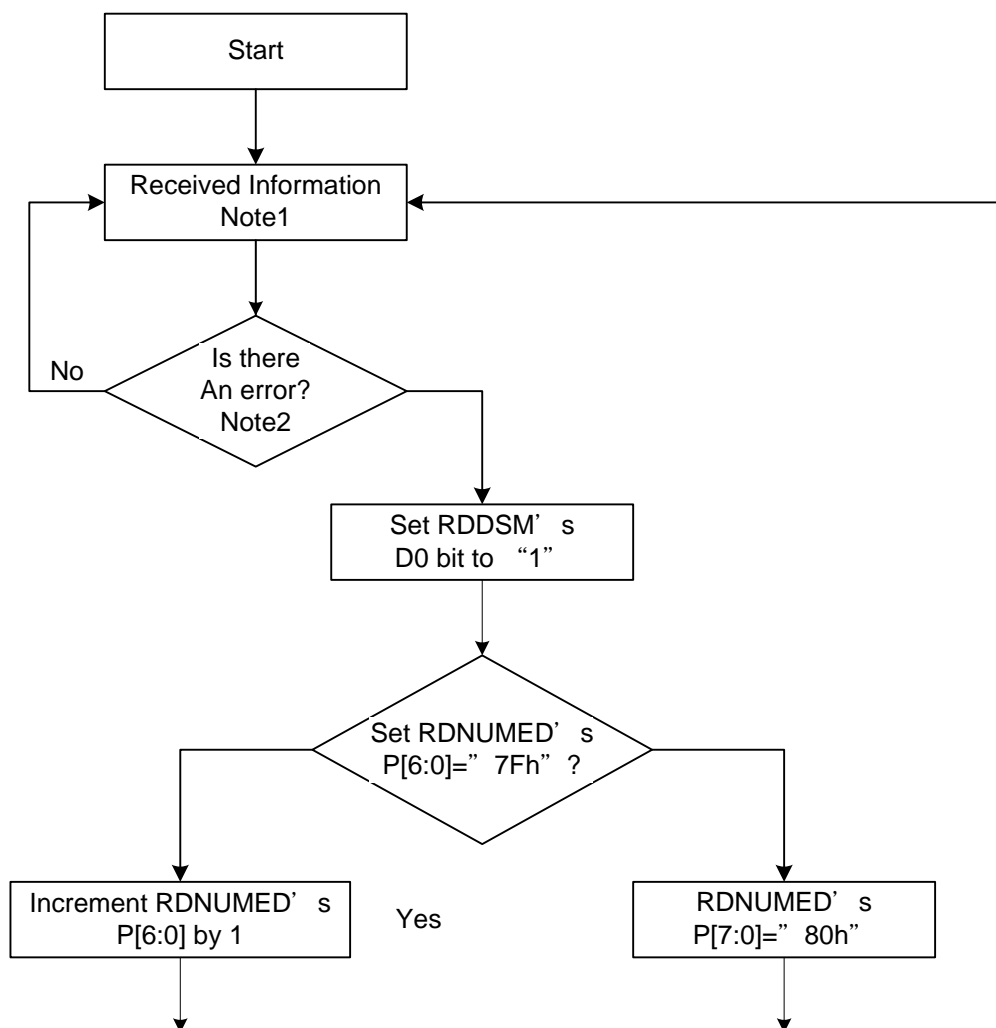 Start
Received Information
Note1
Is there
An error?
Note2
No
Set RDDSM’ s
D0 bit to “1”
Set RDNUMED’ s
P[6:0]=” 7Fh” ?
Increment RDNUMED’ s
P[6:0] by 1
Yes
RDNUMED’ s
P[7:0]=” 80h”